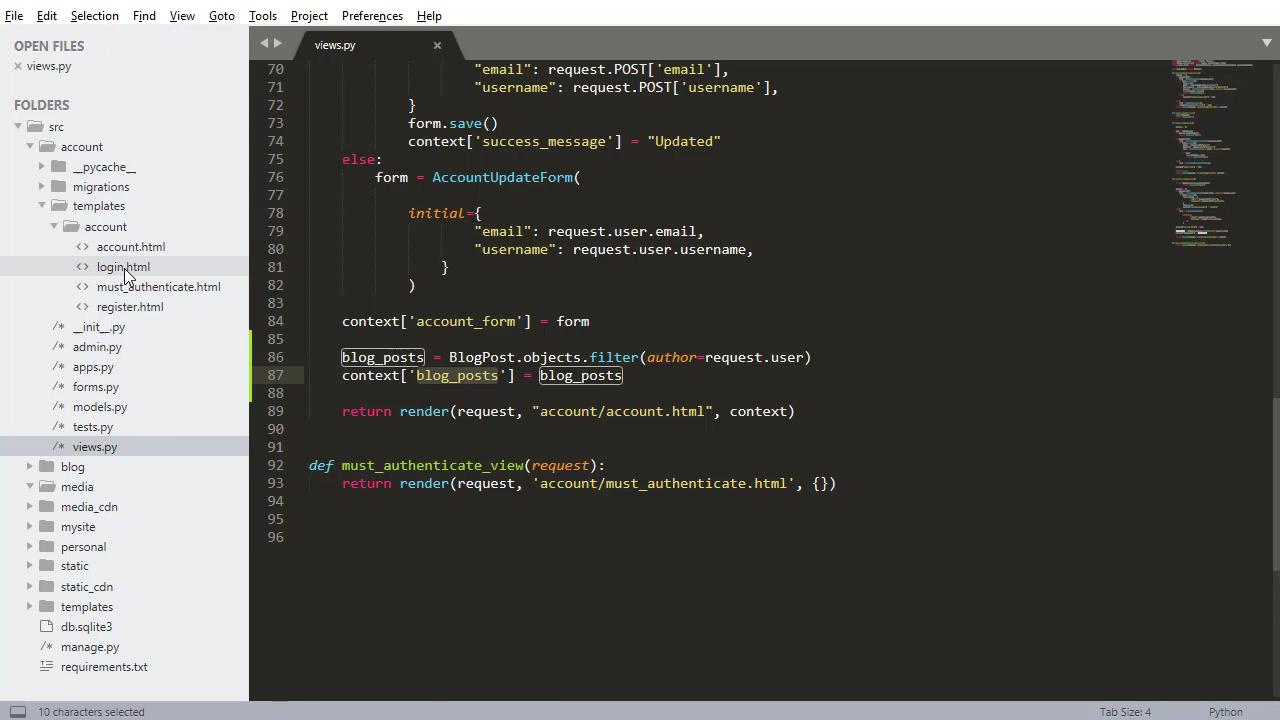 File Edit Selection Find View Goto Tools Project Preferences Help
OPEN FILES
views.py
FOLDERS
src
account
__pycache__
migrations
templates
account
account.html
login.html
must_authenticate.html
register.html
__init__.py
admin.py
apps.py
forms.py
models.py
tests.py
views.py
blog
media
media_cdn
mysite
personal
static
static_cdn
templates
db.sqlite3
manage.py
requirements.txt
views.py
70 "email": request.POST['email'],
71 "username": request.POST['username'],
72 }
73 form.save()
74 context['success_message'] = "Updated"
75 else:
76 form = AccountUpdateForm(
77
78 initial={
79 "email": request.user.email,
80 "username": request.user.username,
81 }
82 )
83
84 context['account_form'] = form
85
86 blog_posts = BlogPost.objects.filter(author=request.user)
87 context['blog_posts'] = blog_posts
88
89 return render(request, "account/account.html", context)
90
91
92 def must_authenticate_view(request):
93 return render(request, 'account/must_authenticate.html', {})
94
95
96
10 characters selected
Tab Size: 4
Python